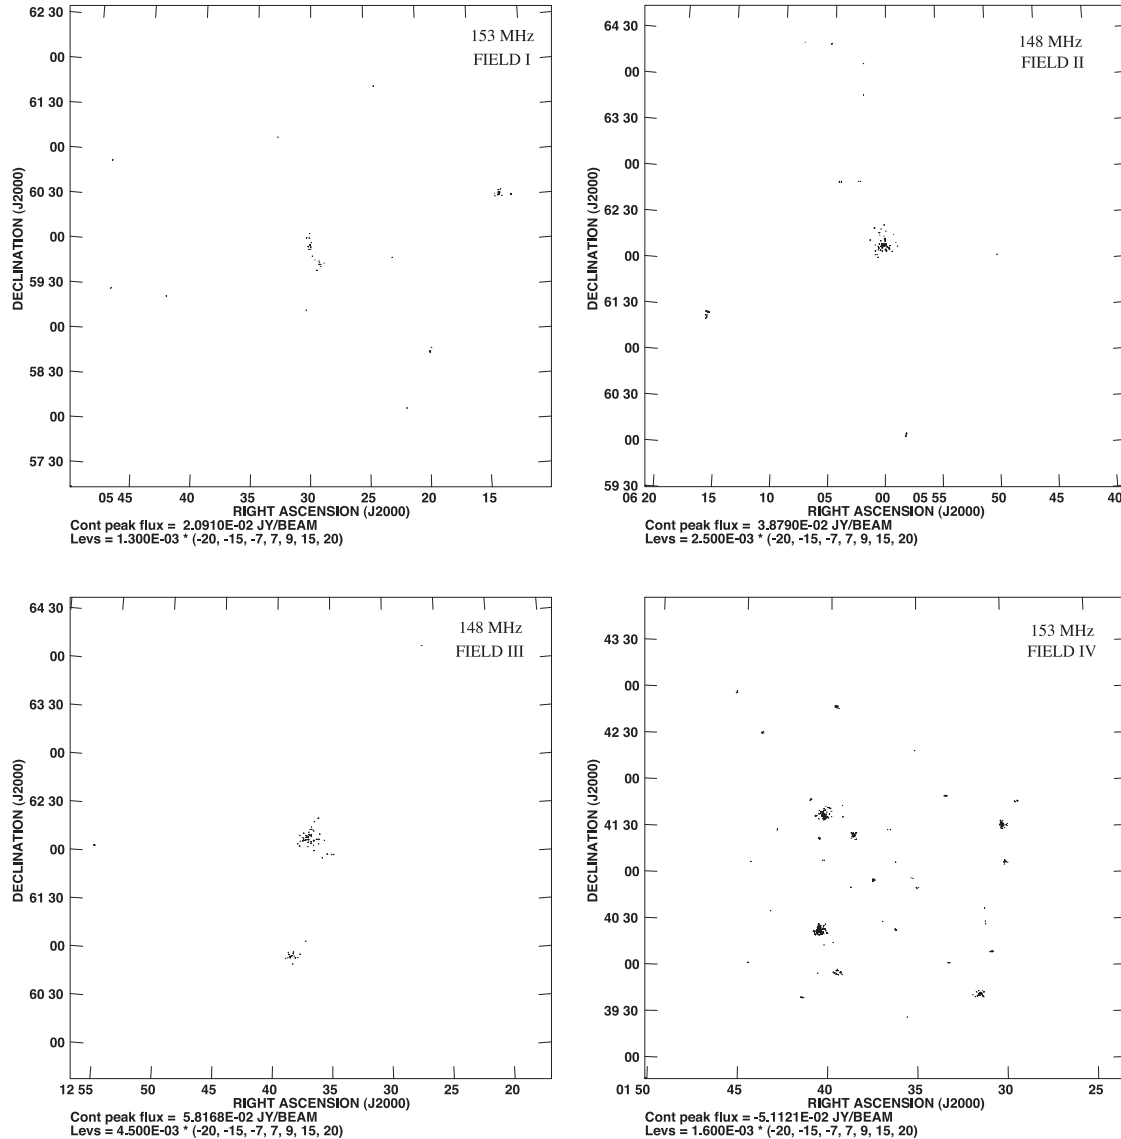 62 30
00
61 30
00
60 30
00
59 30
00
58 30
00
57 30
DECLINATION (J2000)
153 MHz
FIELD I
05 45 40 35 30 25 20 15
RIGHT ASCENSION (J2000)
Cont peak flux = 2.0910E-02 JY/BEAM
Levs = 1.300E-03 * (-20, -15, -7, 7, 9, 15, 20)
64 30
00
63 30
00
62 30
00
61 30
00
60 30
00
59 30
DECLINATION (J2000)
148 MHz
FIELD II
06 20 15 10 05 00 05 55 50 45 40
RIGHT ASCENSION (J2000)
Cont peak flux = 3.8790E-02 JY/BEAM
Levs = 2.500E-03 * (-20, -15, -7, 7, 9, 15, 20)
64 30
00
63 30
00
62 30
00
61 30
00
60 30
00
DECLINATION (J2000)
148 MHz
FIELD III
12 55 50 45 40 35 30 25 20
RIGHT ASCENSION (J2000)
Cont peak flux = 5.8168E-02 JY/BEAM
Levs = 4.500E-03 * (-20, -15, -7, 7, 9, 15, 20)
43 30
00
42 30
00
41 30
00
40 30
00
39 30
00
DECLINATION (J2000)
153 MHz
FIELD IV
01 50 45 40 35 30 25
RIGHT ASCENSION (J2000)
Cont peak flux = -5.1121E-02 JY/BEAM
Levs = 1.600E-03 * (-20, -15, -7, 7, 9, 15, 20)